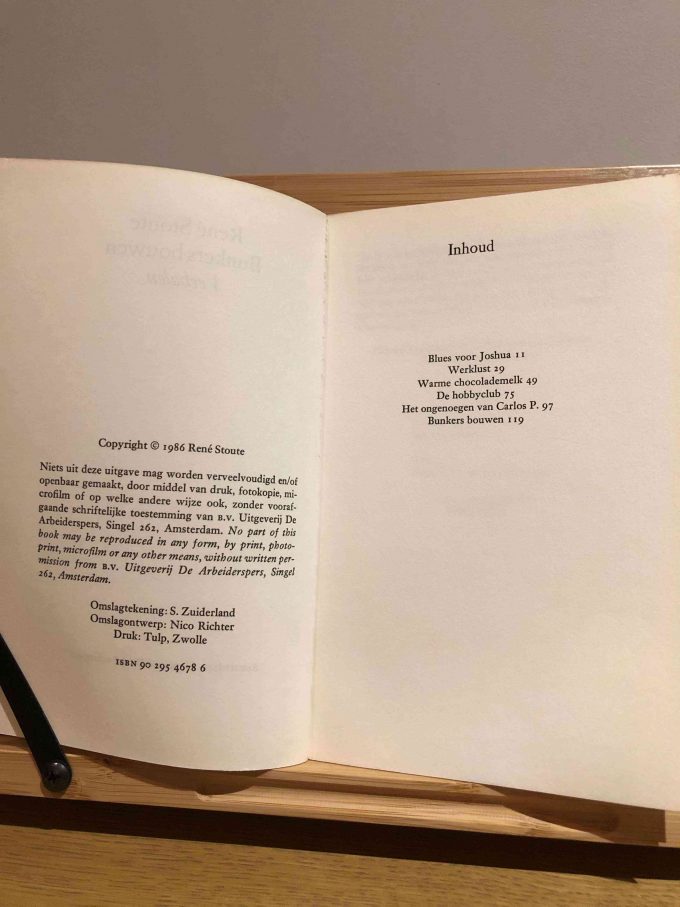 Copyright © 1986 René Stoute
Niets uit deze uitgave mag worden verveelvoudigd en/of
openbaar gemaakt, door middel van druk, fotokopie, mi-
crofilm of op welke andere wijze ook, zonder vooraf-
gaande schriftelijke toestemming van B.V. Uitgeverij De
Arbeiderspers, Singel 262, Amsterdam. No part of this
book may be reproduced in any form, by print, photo-
print, microfilm or any other means, without written per-
mission from B.V. Uitgeverij De Arbeiderspers, Singel
262, Amsterdam.
Omslagtekening: S. Zuiderland
Omslagontwerp: Nico Richter
Druk: Tulp, Zwolle
ISBN 90 295 4678 6
Inhoud
Blues voor Joshua 11
Werklust 29
Warme chocolademelk 49
De hobbyclub 75
Het ongenoegen van Carlos P. 97
Bunkers bouwen 119